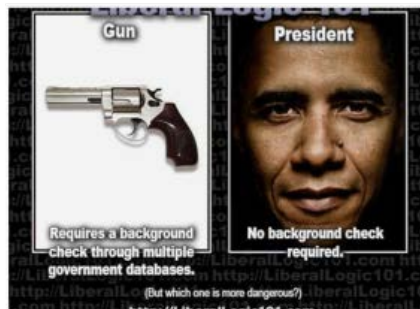 Liberal Logic 101
Gun
President
Requires a background
check through multiple
government databases.
No background check
required.
(But which one is more dangerous?)